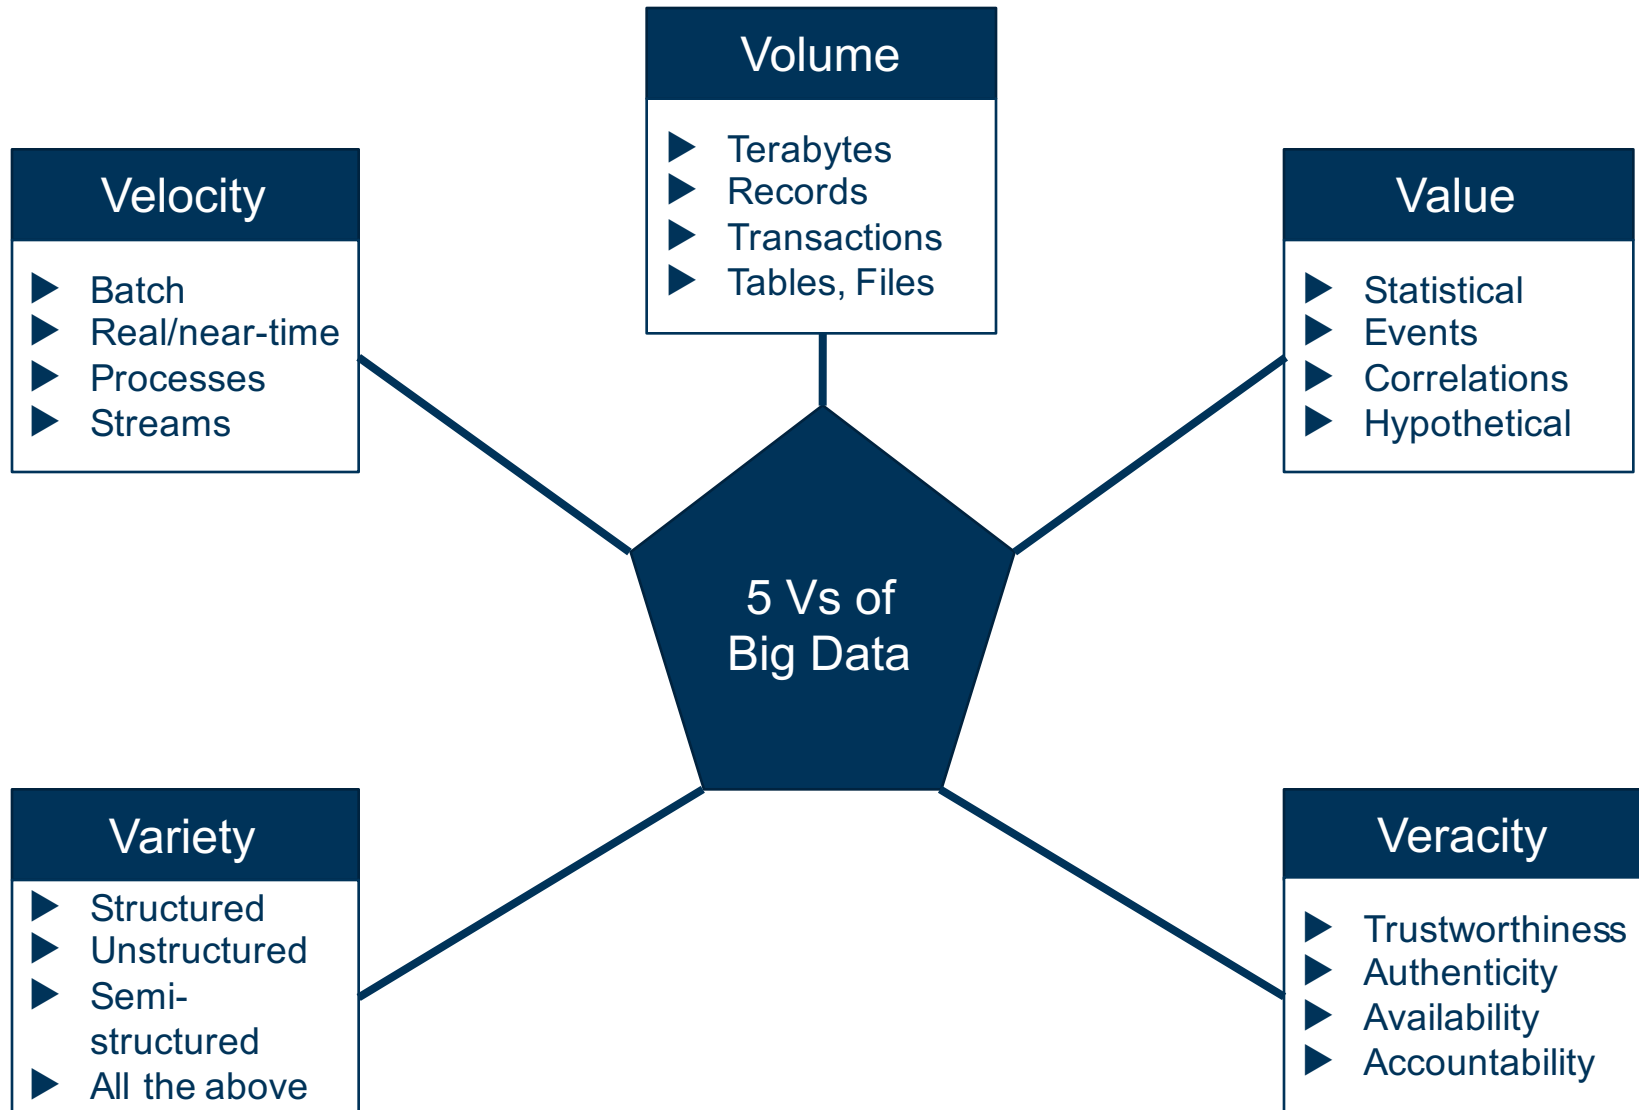 Volume
Terabytes
Records
Transactions
Tables, Files
Velocity
Batch
Real/near-time
Processes
Streams
Value
Statistical
Events
Correlations
Hypothetical
5 Vs of
Big Data
Variety
Structured
Unstructured
Semi-
structured
All the above
Veracity
Trustworthiness
Authenticity
Availability
Accountability